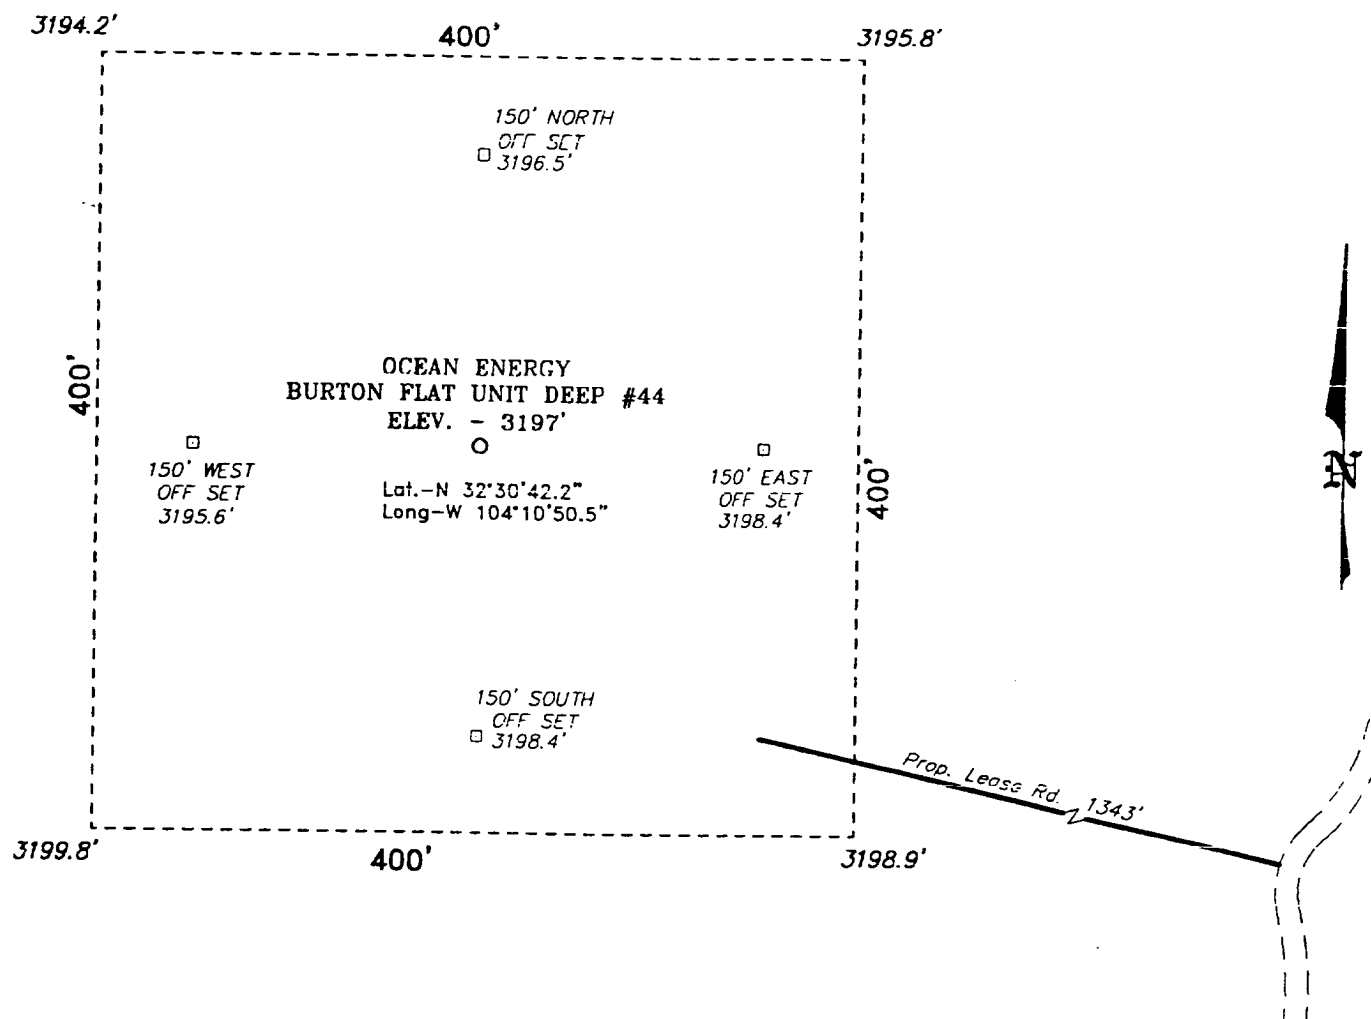 3194.2'
400'
3195.8'
150' NORTH
OFF SET
3196.5'
400'
OCEAN ENERGY
BURTON FLAT UNIT DEEP #44
ELEV. - 3197'
150' WEST
OFF SET
3195.6'
Lat.-N 32°30'42.2"
Long-W 104°10'50.5"
150' EAST
OFF SET
3198.4'
400'
N
150' SOUTH
OFF SET
3198.4'
Prop. Lease Rd. 1343'
3199.8'
400'
3198.9'